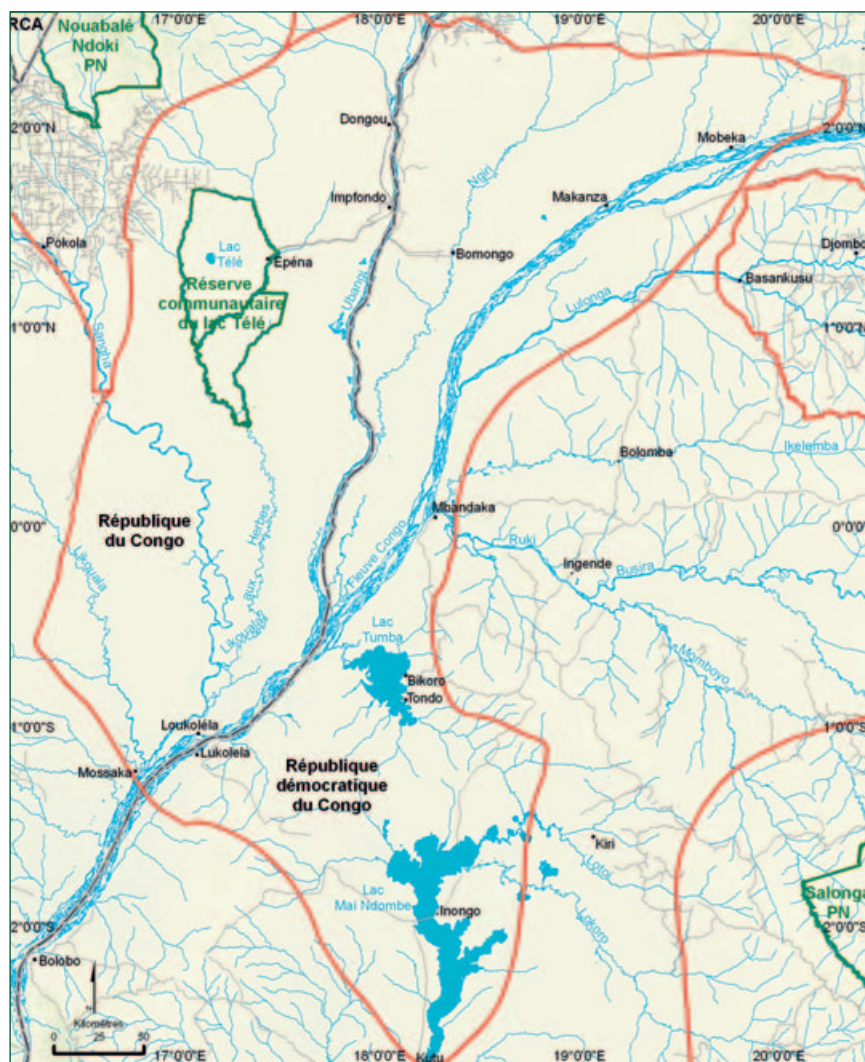 RCA
17°0'0"E
18°0'0"E
19°0'0"E
20°0'0"E
Nouabalé
Ndoki
PN
2°0'0"N
Dongou
Mobeka
2°0'0"N
Ngiri
Impfondo
Makanza
Pokola
Lac
Télé
Epéna
Bomongo
Djombo
Réserve
communautaire
du lac Télé
Ubangi
Basankusu
Lulonga
1°0'0"N
1°0'0"N
Sangha
Bolomba
Ikelemba
Mbandaka
République
du Congo
0°0'0"
0°0'0"
Likouala
Likouala aux Herbes
Fleuve Congo
Ruki
Ingende
Busira
Lac
Tumba
Momboyo
Bikoro
Tondo
1°0'0"S
1°0'0"S
Loukoléla
Lukolela
Mossaka
République
démocratique
du Congo
Kiri
Lotoi
Lac
Mai Ndombe
Inongo
Lokoro
Salonga
PN
2°0'0"S
2°0'0"S
Bolobo
Kilomètres
0
25
50
17°0'0"E
18°0'0"E
Kutu
19°0'0"E
20°0'0"E